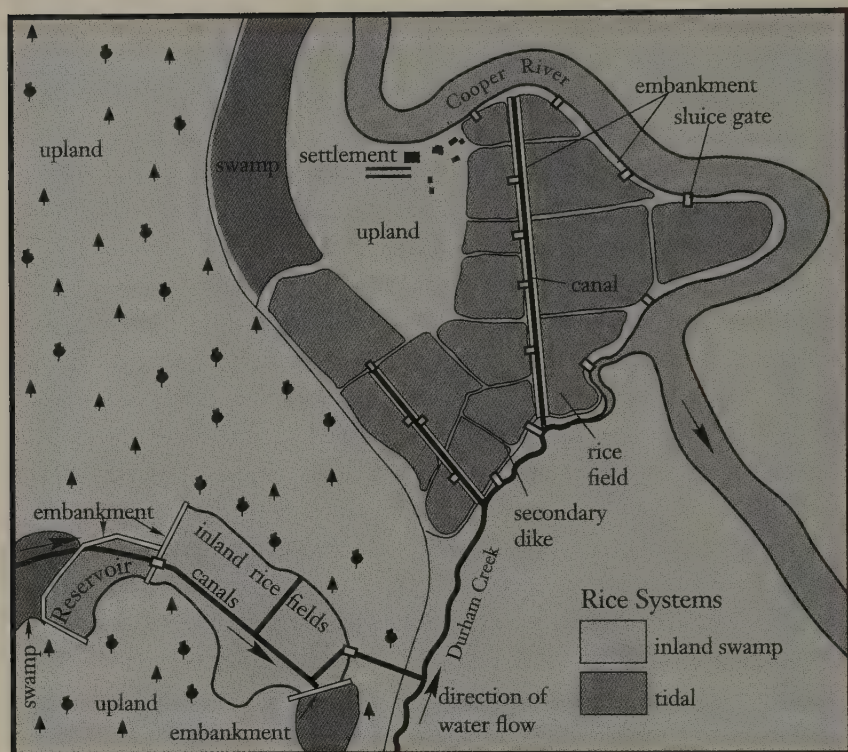 Cooper River
embankment
sluice gate
upland
swamp
settlement
upland
canal
rice
field
secondary
dike
embankment
inland rice fields
canals
Reservoir
swamp
upland
embankment
Durham Creek
direction of
water flow
Rice Systems
inland swamp
tidal